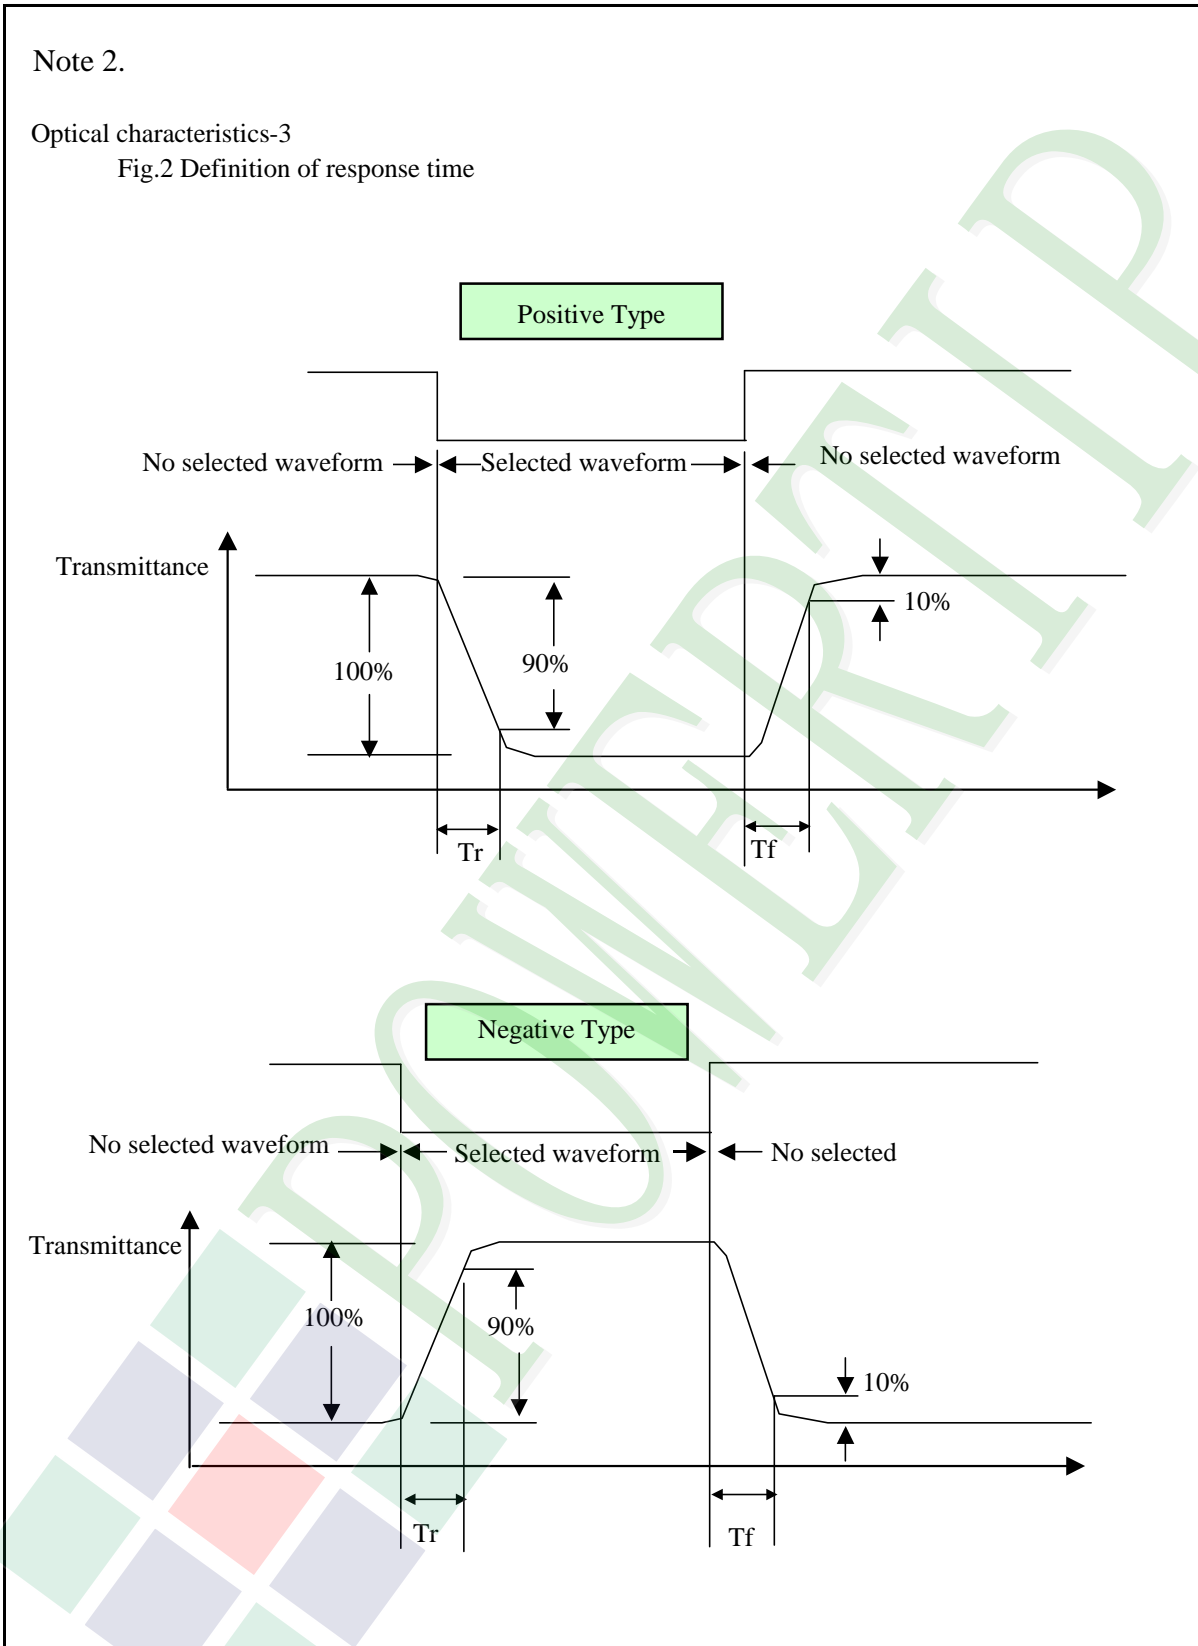 Note 2.
Optical characteristics-3
Fig.2 Definition of response time
Positive Type
No selected waveform
Selected waveform
No selected waveform
Transmittance
10%
90%
100%
Tr
Tf
Negative Type
No selected waveform
Selected waveform
No selected
Transmittance
100%
90%
10%
Tr
Tf
POWERTIP